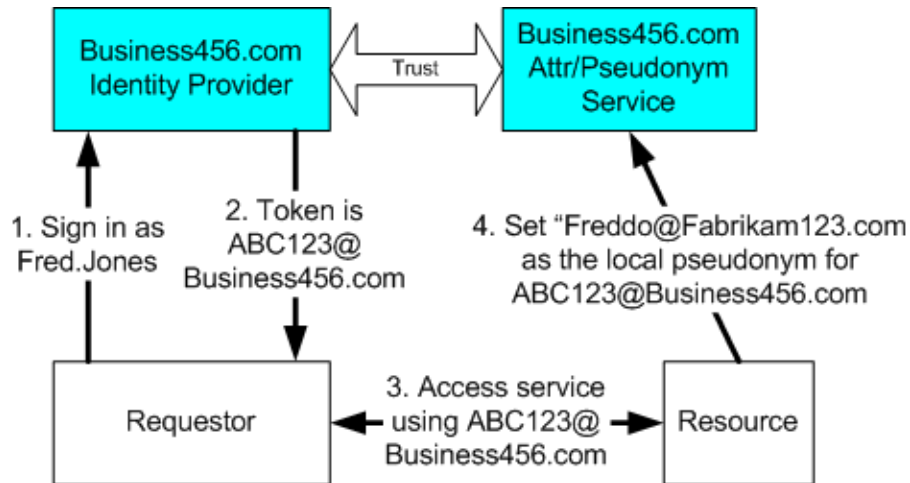 Business456.com
Identity Provider
Trust
Business456.com
Attr/Pseudonym
Service
1. Sign in as
Fred.Jones
2. Token is
ABC123@
Business456.com
4. Set “Freddo@Fabrikam123.com
as the local pseudonym for
ABC123@Business456.com
Requestor
3. Access service
using ABC123@
Business456.com
Resource